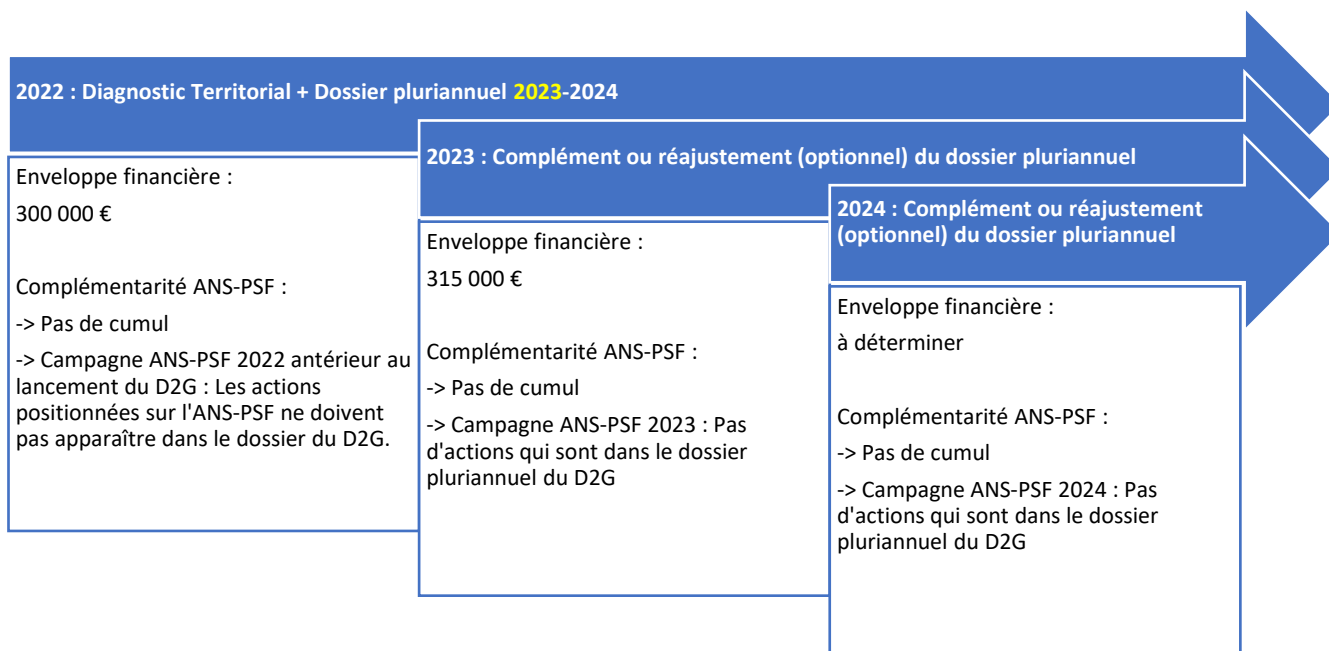 2022 : Diagnostic Territorial + Dossier pluriannuel 2023-2024
Enveloppe financière :
300 000 €
Complémentarité ANS-PSF :
-> Pas de cumul
-> Campagne ANS-PSF 2022 antérieur au
lancement du D2G : Les actions
positionnées sur l'ANS-PSF ne doivent
pas apparaître dans le dossier du D2G.
2023 : Complément ou réajustement (optionnel) du dossier pluriannuel
Enveloppe financière :
315 000 €
Complémentarité ANS-PSF :
-> Pas de cumul
-> Campagne ANS-PSF 2023 : Pas
d'actions qui sont dans le dossier
pluriannuel du D2G
2024 : Complément ou réajustement
(optionnel) du dossier pluriannuel
Enveloppe financière :
à déterminer
Complémentarité ANS-PSF :
-> Pas de cumul
-> Campagne ANS-PSF 2024 : Pas
d'actions qui sont dans le dossier
pluriannuel du D2G